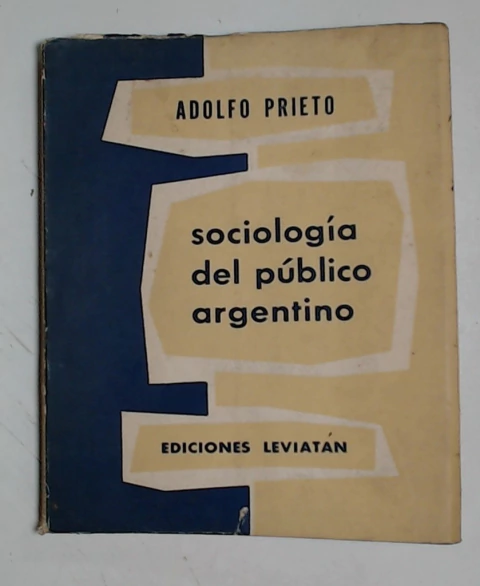 ADOLFO PRIETO
sociología
del público
argentino
EDICIONES LEVIATÁN